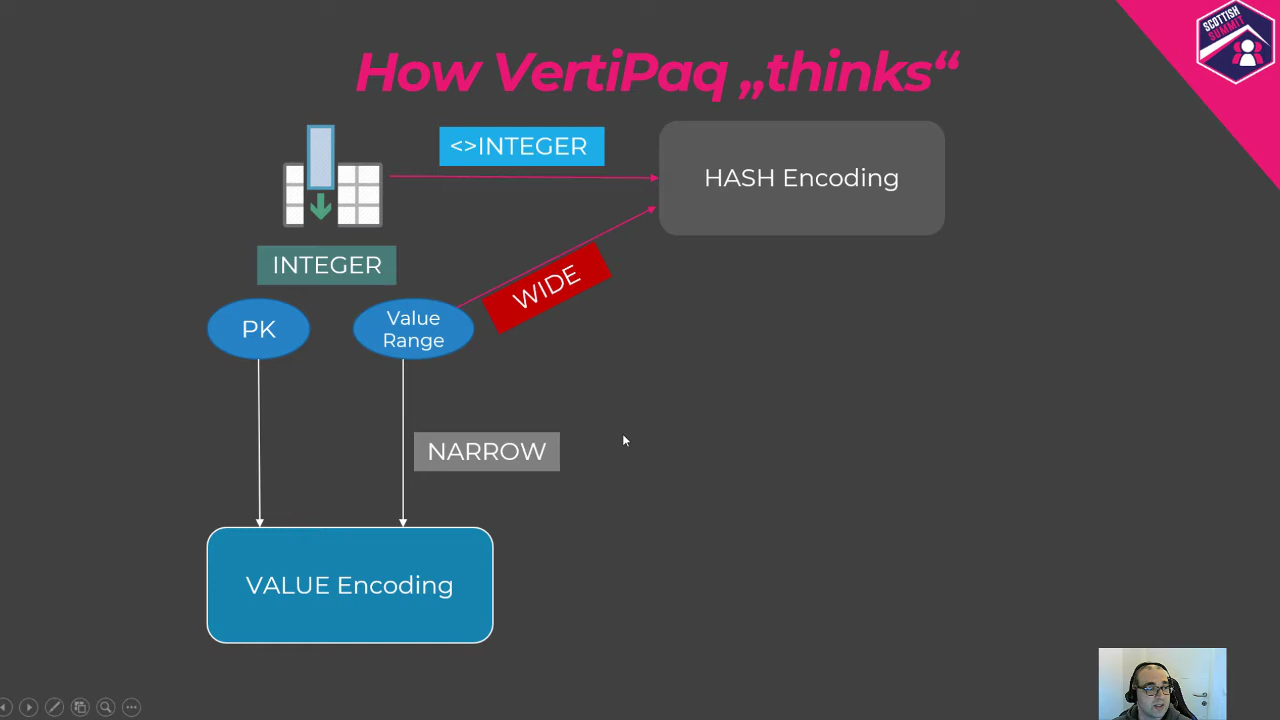 SCOTTISH
SUMMIT
How VertiPaq „thinks“
<>INTEGER
HASH Encoding
INTEGER
WIDE
PK
Value
Range
NARROW
VALUE Encoding